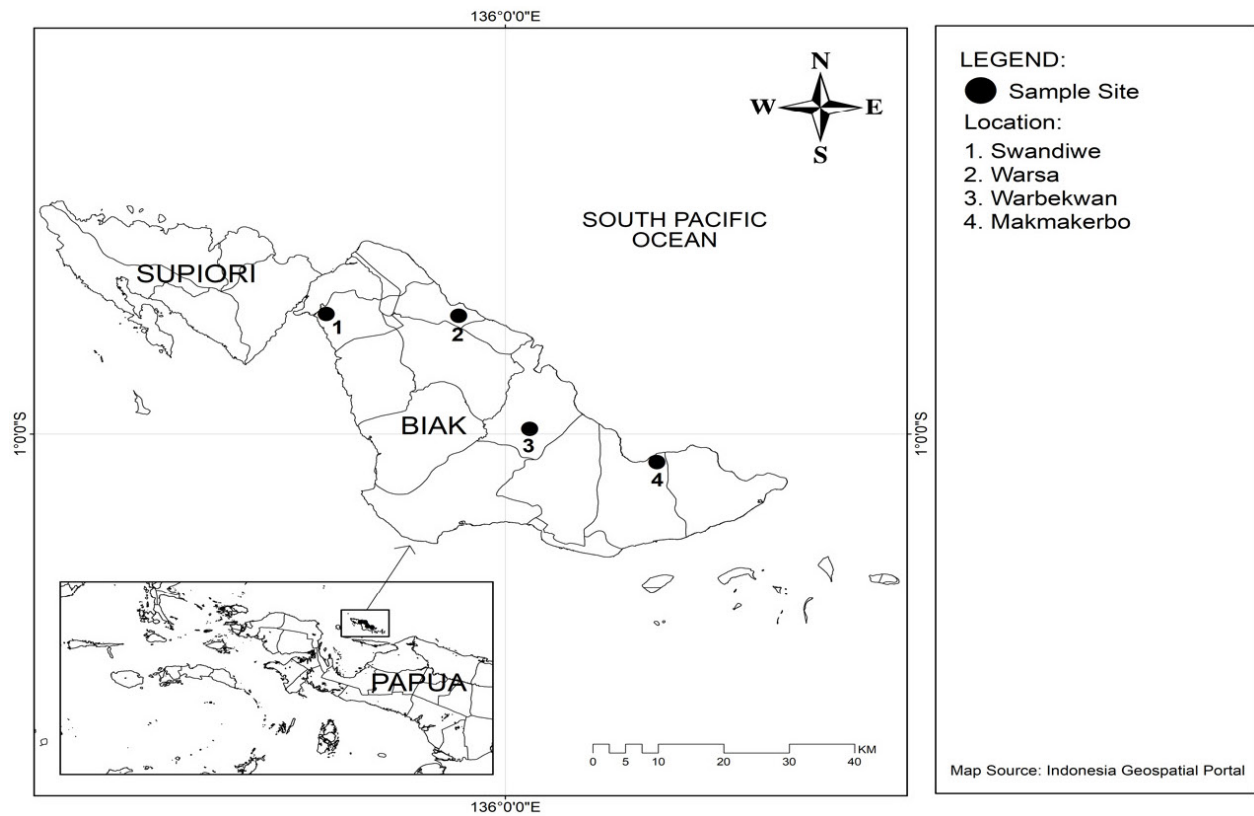 136°0'0"E
N
W E
S
SOUTH PACIFIC
OCEAN
SUPIORI
1
2
BIAK
3
4
1°0'0"S
1°0'0"S
PAPUA
0 5 10 20 30 40
KM
136°0'0"E
LEGEND:
Sample Site
Location:
1. Swandiwe
2. Warsa
3. Warbekwan
4. Makmakerbo
Map Source: Indonesia Geospatial Portal